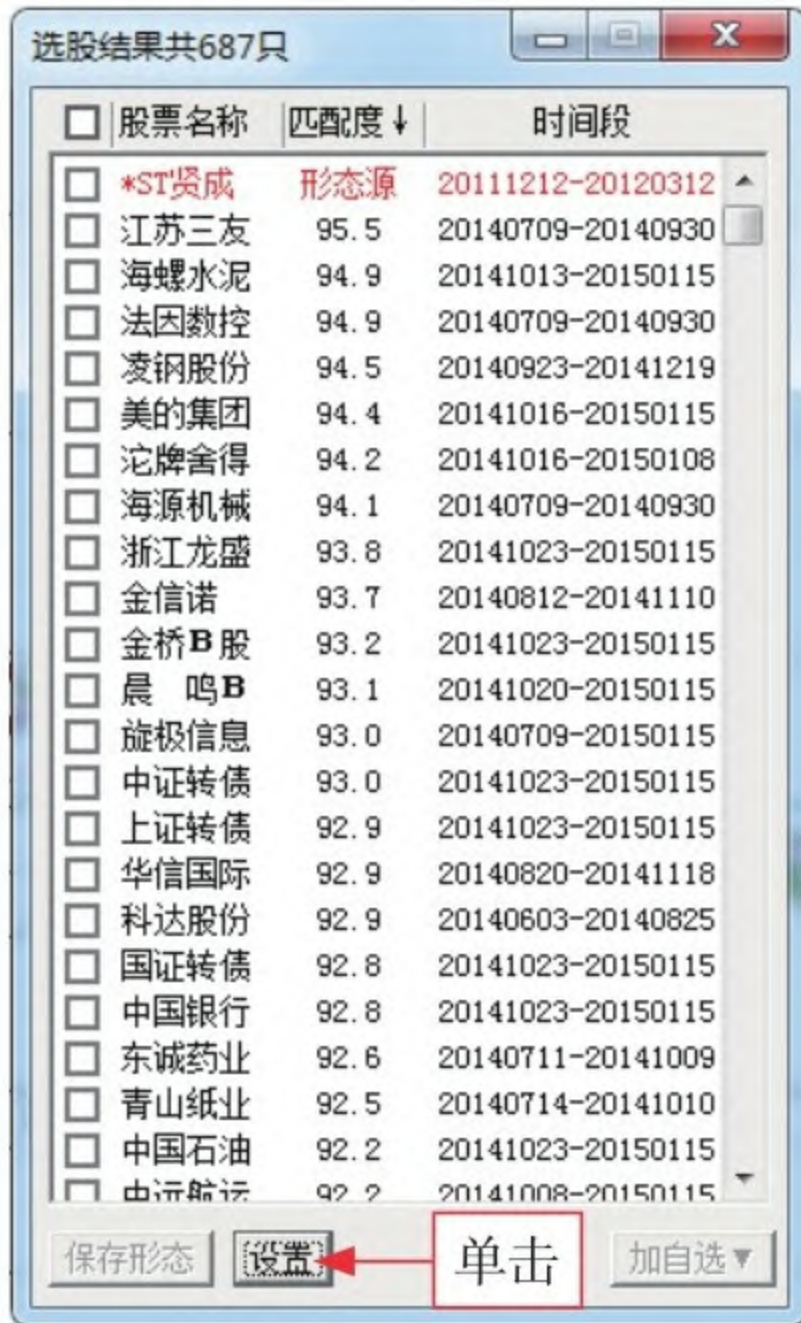 选股结果共687只
股票名称 匹配度↓ 时间段
*ST贤成 形态源 20111212-20120312
江苏三友 95.5 20140709-20140930
海螺水泥 94.9 20141013-20150115
法因数控 94.9 20140709-20140930
凌钢股份 94.5 20140923-20141219
美的集团 94.4 20141016-20150115
沱牌舍得 94.2 20141016-20150108
海源机械 94.1 20140709-20140930
浙江龙盛 93.8 20141023-20150115
金信诺 93.7 20140812-20141110
金桥B股 93.2 20141023-20150115
晨　鸣B 93.1 20141020-20150115
旋极信息 93.0 20140709-20150115
中证转债 93.0 20141023-20150115
上证转债 92.9 20141023-20150115
华信国际 92.9 20140820-20141118
科达股份 92.9 20140603-20140825
国证转债 92.8 20141023-20150115
中国银行 92.8 20141023-20150115
东诚药业 92.6 20140711-20141009
青山纸业 92.5 20140714-20141010
中国石油 92.2 20141023-20150115
中远航运 92.2 20141008-20150115
保存形态 设置 单击 加自选▼